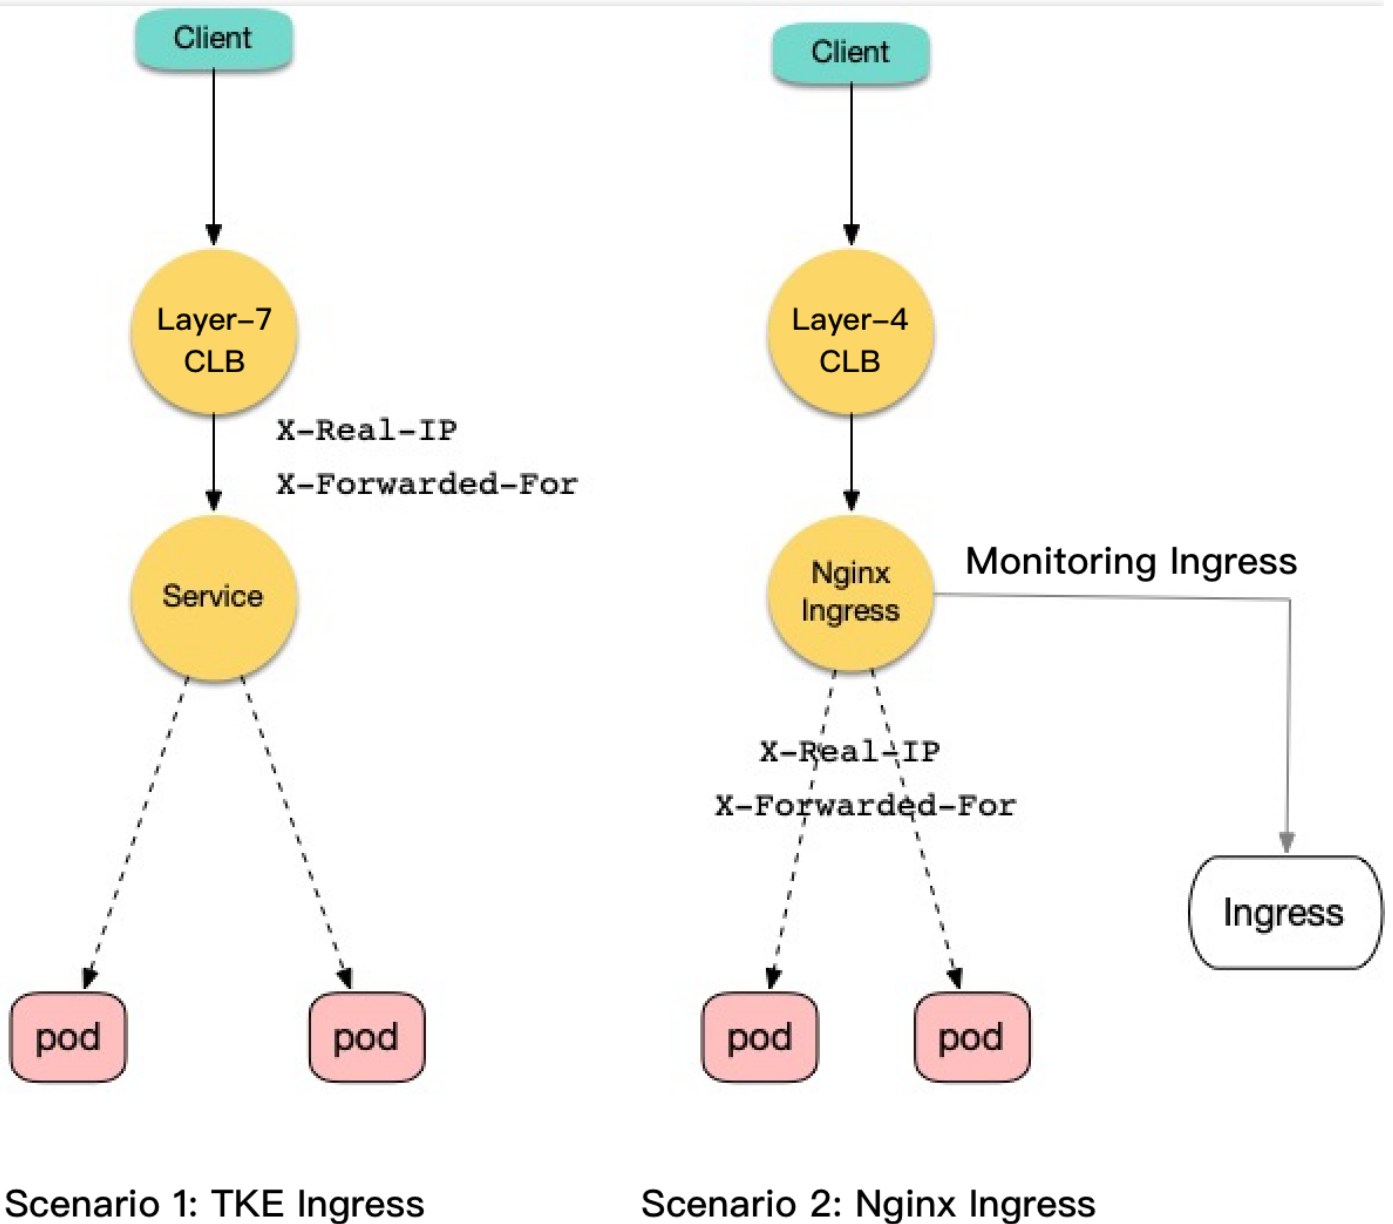 Client
Layer-7
CLB
X-Real-IP
X-Forwarded-For
Service
pod
pod
Scenario 1: TKE Ingress
Client
Layer-4
CLB
Nginx
Ingress
Monitoring Ingress
X-Real-IP
X-Forwarded-For
Ingress
pod
pod
Scenario 2: Nginx Ingress